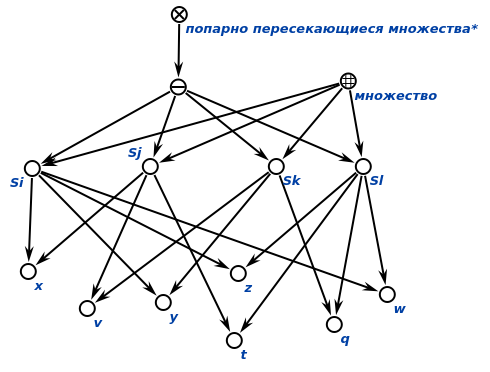 попарно пересекающиеся множества*
множество
Sj
Si
Sk
Sl
x
z
v
y
w
q
t